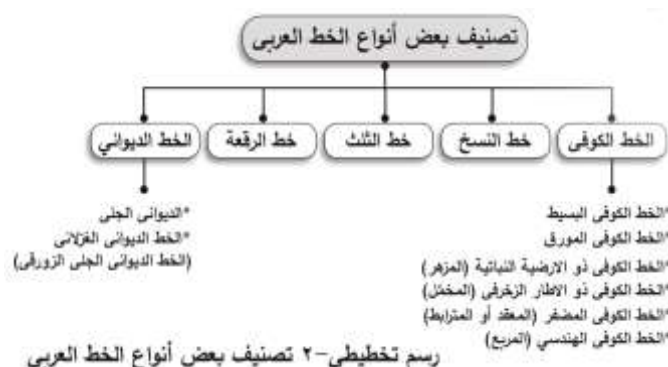 تصنيف بعض أنواع الخط العربى
الخط الكوفى
خط النسخ
خط الثلث
خط الرقعة
الخط الديواني
*الخط الكوفى البسيط
*الخط الكوفى المورق
*الخط الكوفى ذو الارضية النباتية (المزهر)
*الخط الكوفى ذو الاطار الزخرفى (المخمل)
*الخط الكوفى المضفر (المعقد أو المترابط)
*الخط الكوفى الهندسي (المربع)
*الديوانى الجلى
*الخط الديوانى الغزلانى
(الخط الديوانى الجلى الزورقى)
رسم تخطيطي-٢ تصنيف بعض أنواع الخط العربى